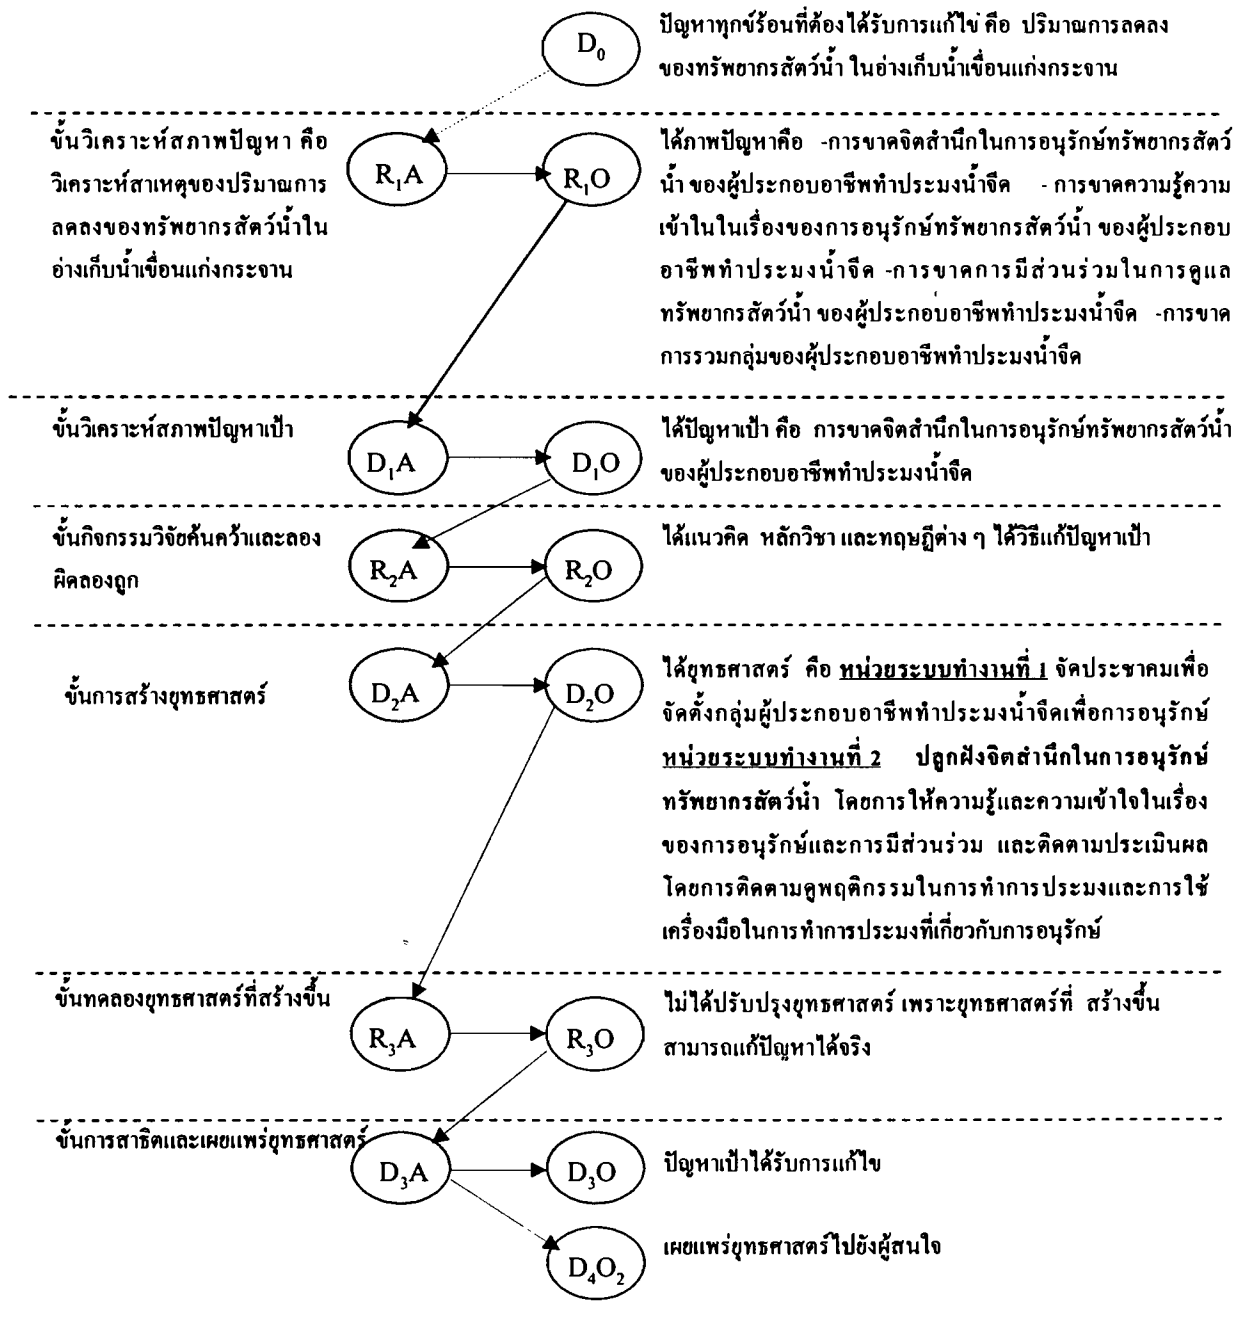 D₀
ปัญหาทุกข์ร้อนที่ต้องได้รับการแก้ไข คือ ปริมาณการลดลง
ของทรัพยากรสัตว์น้ำ ในอ่างเก็บน้ำเขื่อนแก่งกระจาน
ขั้นวิเคราะห์สภาพปัญหา คือ
วิเคราะห์สาเหตุของปริมาณการ
ลดลงของทรัพยากรสัตว์น้ำใน
อ่างเก็บน้ำเขื่อนแก่งกระจาน
R₁A
R₁O
ได้ภาพปัญหาคือ -การขาดจิตสำนึกในการอนุรักษ์ทรัพยากรสัตว์
น้ำ ของผู้ประกอบอาชีพทำประมงน้ำจืด - การขาดความรู้ความ
เข้าในในเรื่องของการอนุรักษ์ทรัพยากรสัตว์น้ำ ของผู้ประกอบ
อาชีพทำประมงน้ำจืด -การขาดการมีส่วนร่วมในการดูแล
ทรัพยากรสัตว์น้ำ ของผู้ประกอบอาชีพทำประมงน้ำจืด -การขาด
การรวมกลุ่มของผู้ประกอบอาชีพทำประมงน้ำจืด
ขั้นวิเคราะห์สภาพปัญหาเป้า
D₁A
D₁O
ได้ปัญหาเป้า คือ การขาดจิตสำนึกในการอนุรักษ์ทรัพยากรสัตว์น้ำ
ของผู้ประกอบอาชีพทำประมงน้ำจืด
ขั้นกิจกรรมวิจัยค้นคว้าและลอง
ผิดลองถูก
R₂A
R₂O
ได้แนวคิด หลักวิชา และทฤษฎีต่าง ๆ ได้วิธีแก้ปัญหาเป้า
ขั้นการสร้างยุทธศาสตร์
D₂A
D₂O
ได้ยุทธศาสตร์ คือ หน่วยระบบทำงานที่ 1 จัดประชาคมเพื่อ
จัดตั้งกลุ่มผู้ประกอบอาชีพทำประมงน้ำจืดเพื่อการอนุรักษ์
หน่วยระบบทำงานที่ 2 ปลูกฝังจิตสำนึกในการอนุรักษ์
ทรัพยากรสัตว์น้ำ โดยการให้ความรู้และความเข้าใจในเรื่อง
ของการอนุรักษ์และการมีส่วนร่วม และติดตามประเมินผล
โดยการติดตามดูพฤติกรรมในการทำการประมงและการใช้
เครื่องมือในการทำการประมงที่เกี่ยวกับการอนุรักษ์
ขั้นทดลองยุทธศาสตร์ที่สร้างขึ้น
R₃A
R₃O
ไม่ได้ปรับปรุงยุทธศาสตร์ เพราะยุทธศาสตร์ที่ สร้างขึ้น
สามารถแก้ปัญหาได้จริง
ขั้นการสาธิตและเผยแพร่ยุทธศาสตร์
D₃A
D₃O
ปัญหาเป้าได้รับการแก้ไข
D₄O₂
เผยแพร่ยุทธศาสตร์ไปยังผู้สนใจ